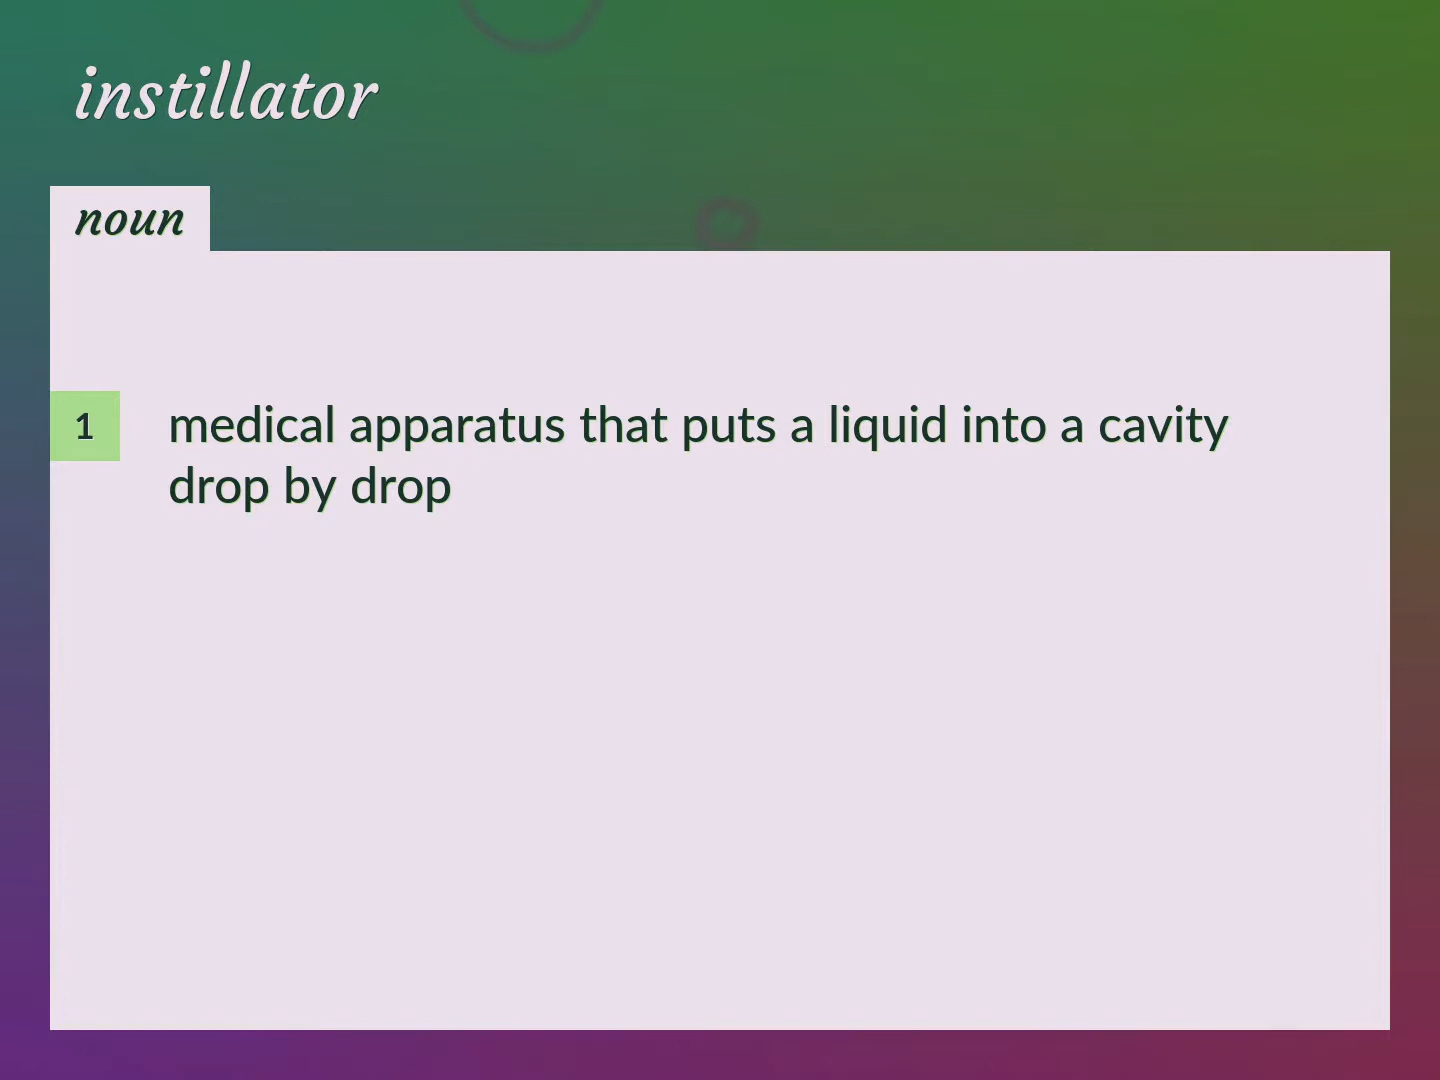 instillator
noun
1 medical apparatus that puts a liquid into a cavity
drop by drop